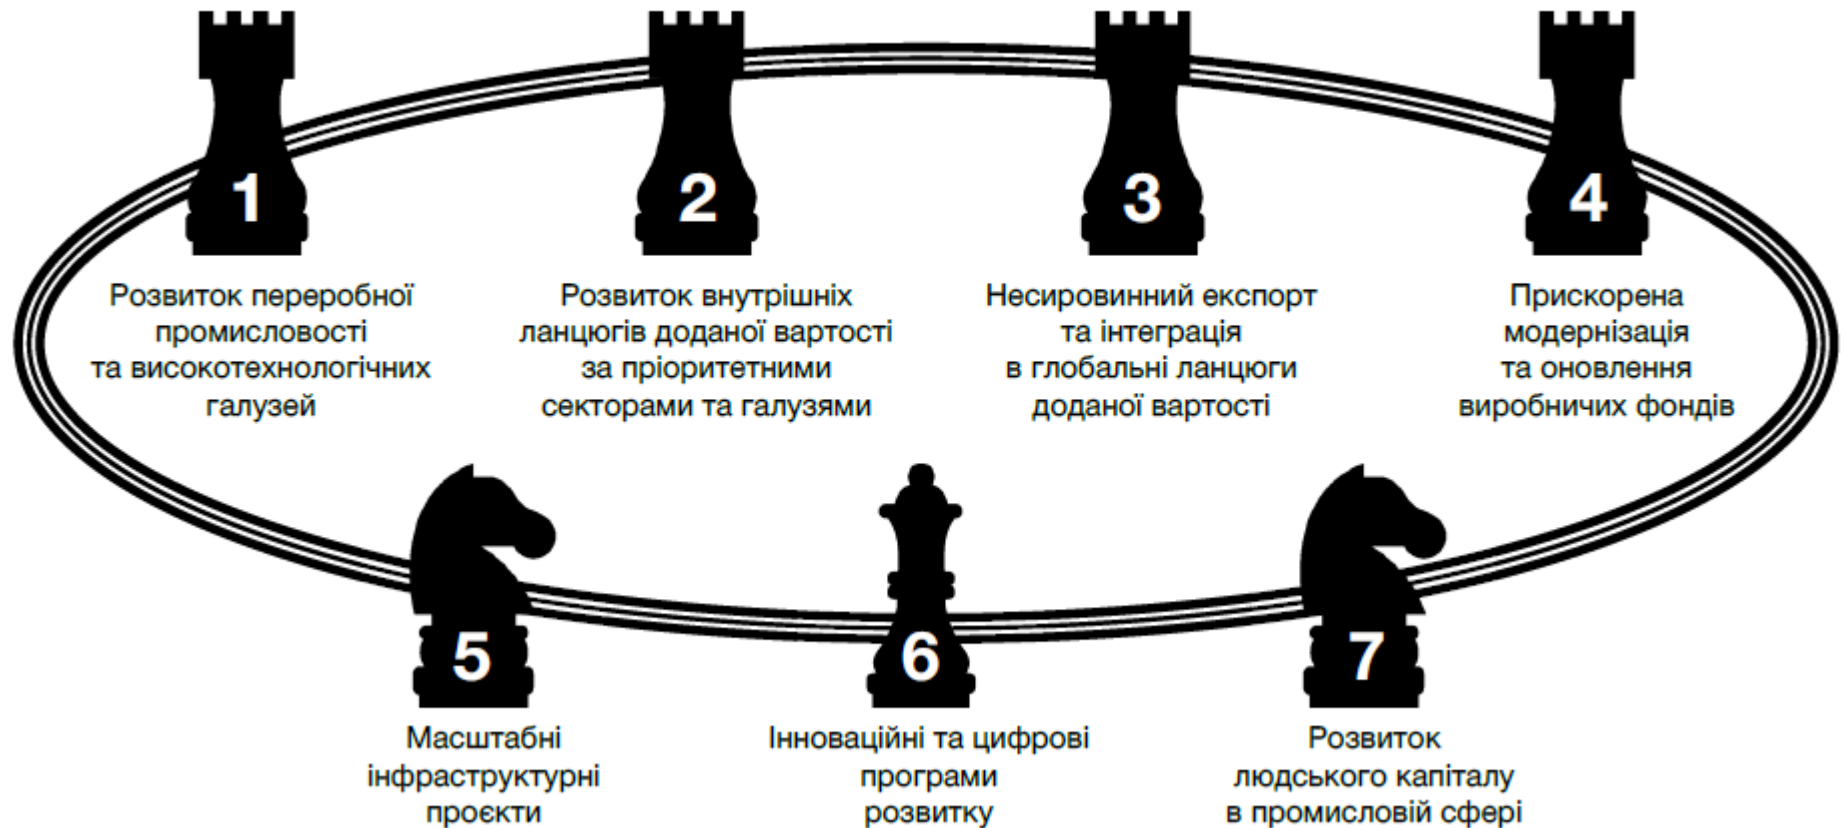 1
Розвиток переробної
промисловості
та високотехнологічних
галузей
2
Розвиток внутрішніх
ланцюгів доданої вартості
за пріоритетними
секторами та галузями
3
Несировинний експорт
та інтеграція
в глобальні ланцюги
доданої вартості
4
Прискорена
модернізація
та оновлення
виробничих фондів
5
Масштабні
інфраструктурні
проєкти
6
Інноваційні та цифрові
програми
розвитку
7
Розвиток
людського капіталу
в промисловій сфері